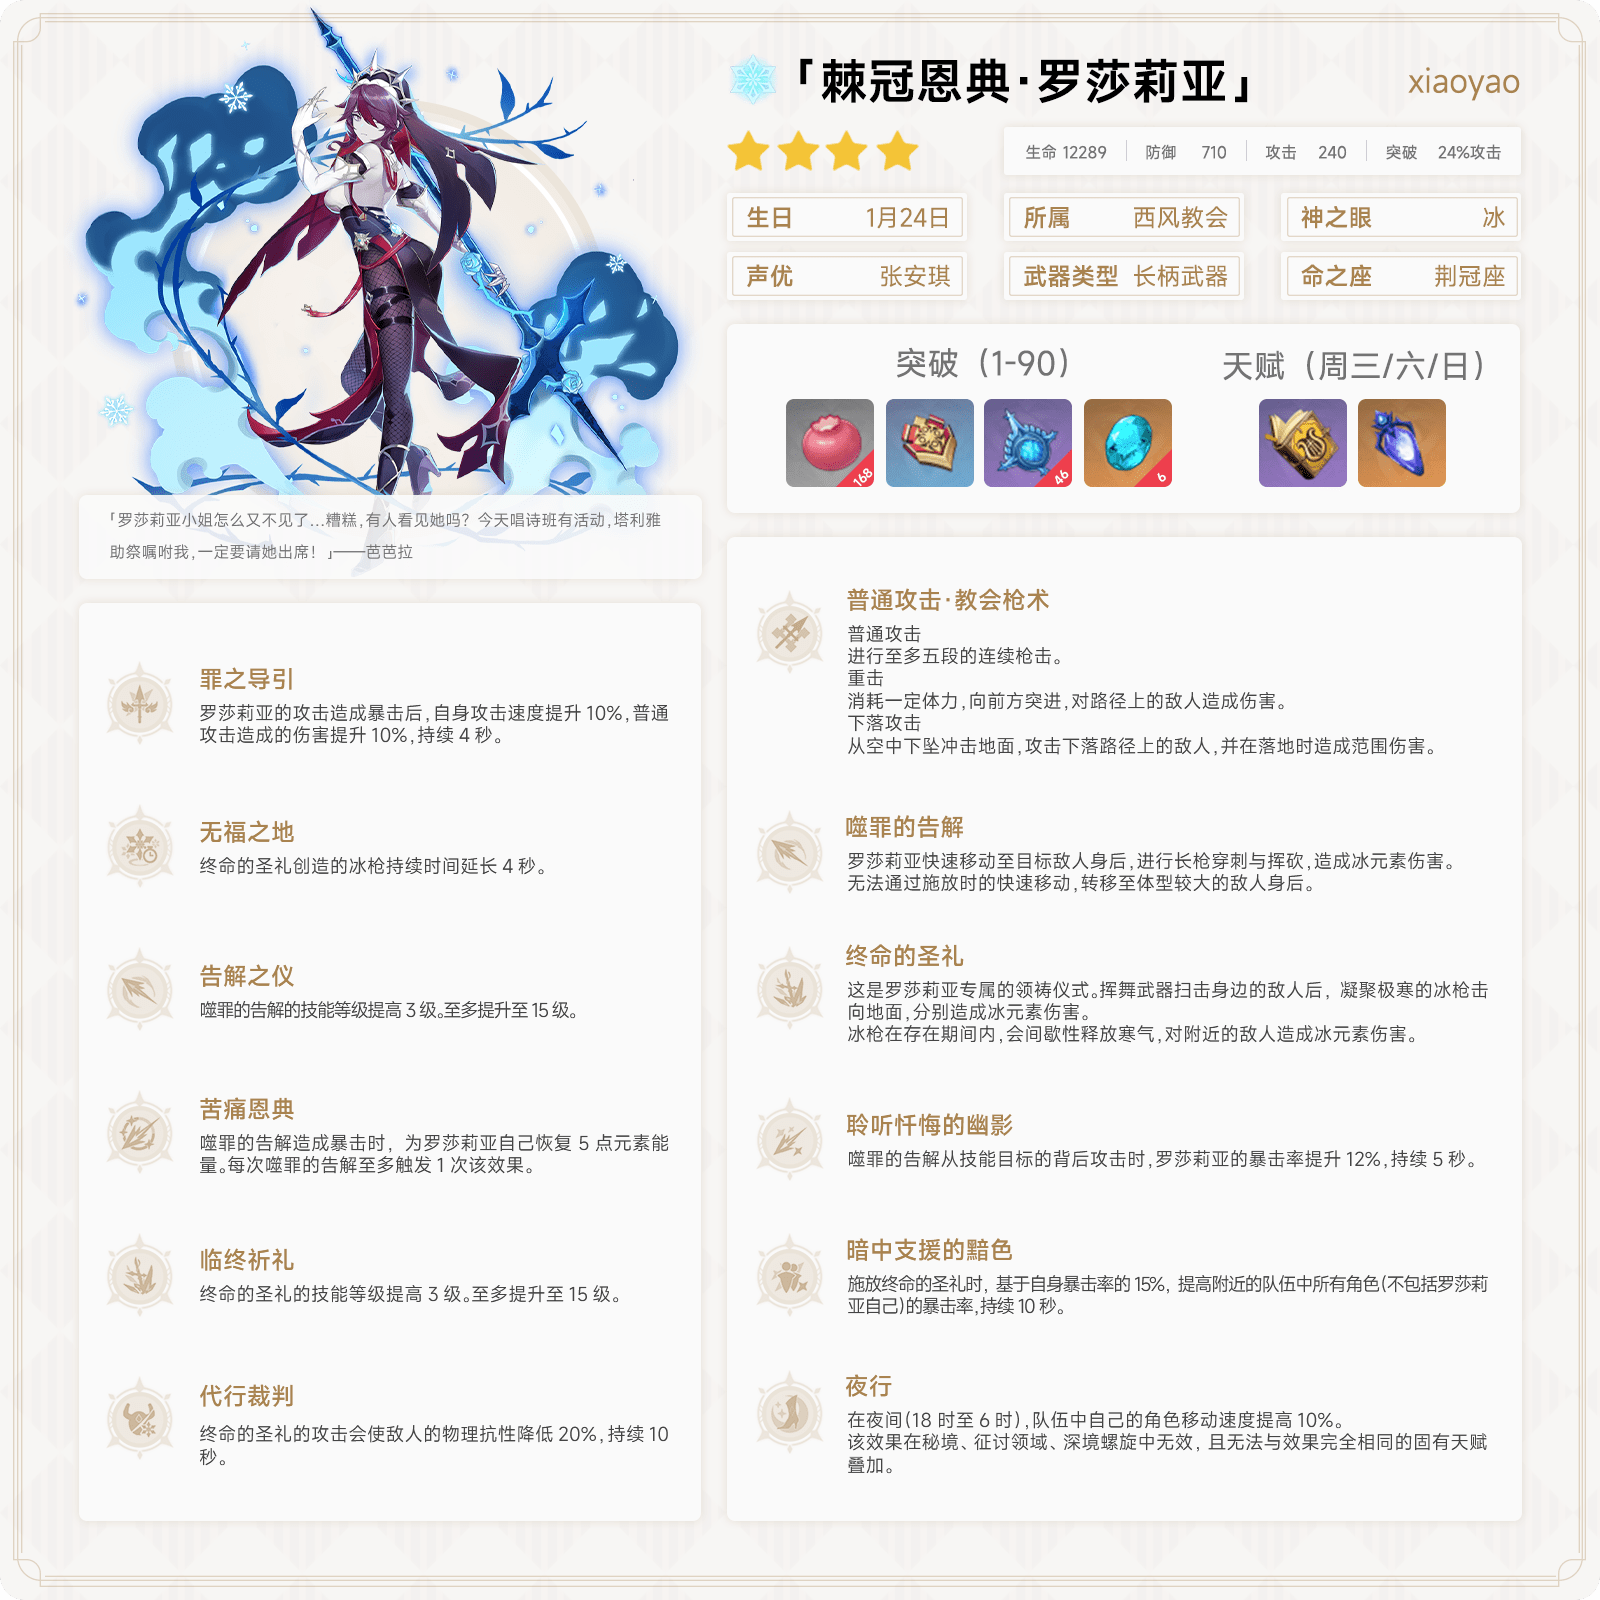 「棘冠恩典·罗莎莉亚」
xiaoyao
生命 12289 防御 710 攻击 240 突破 24%攻击
生日 1月24日
所属 西风教会
神之眼 冰
声优 张安琪
武器类型 长柄武器
命之座 荆冠座
突破（1-90）
天赋（周三/六/日）
168
46
6
「罗莎莉亚小姐怎么又不见了...糟糕,有人看见她吗？今天唱诗班有活动,塔利雅
助祭嘱咐我,一定要请她出席！」——芭芭拉
罪之导引
罗莎莉亚的攻击造成暴击后,自身攻击速度提升 10%,普通
攻击造成的伤害提升 10%,持续 4 秒。
无福之地
终命的圣礼创造的冰枪持续时间延长 4 秒。
告解之仪
噬罪的告解的技能等级提高 3 级。至多提升至 15 级。
苦痛恩典
噬罪的告解造成暴击时，为罗莎莉亚自己恢复 5 点元素能
量。每次噬罪的告解至多触发 1 次该效果。
临终祈礼
终命的圣礼的技能等级提高 3 级。至多提升至 15 级。
代行裁判
终命的圣礼的攻击会使敌人的物理抗性降低 20%,持续 10
秒。
普通攻击·教会枪术
普通攻击
进行至多五段的连续枪击。
重击
消耗一定体力,向前方突进,对路径上的敌人造成伤害。
下落攻击
从空中下坠冲击地面,攻击下落路径上的敌人,并在落地时造成范围伤害。
噬罪的告解
罗莎莉亚快速移动至目标敌人身后,进行长枪穿刺与挥砍,造成冰元素伤害。
无法通过施放时的快速移动,转移至体型较大的敌人身后。
终命的圣礼
这是罗莎莉亚专属的领祷仪式。挥舞武器扫击身边的敌人后，凝聚极寒的冰枪击
向地面,分别造成冰元素伤害。
冰枪在存在期间内,会间歇性释放寒气,对附近的敌人造成冰元素伤害。
聆听忏悔的幽影
噬罪的告解从技能目标的背后攻击时,罗莎莉亚的暴击率提升 12%,持续 5 秒。
暗中支援的黯色
施放终命的圣礼时，基于自身暴击率的 15%，提高附近的队伍中所有角色(不包括罗莎莉
亚自己)的暴击率,持续 10 秒。
夜行
在夜间(18 时至 6 时),队伍中自己的角色移动速度提高 10%。
该效果在秘境、征讨领域、深境螺旋中无效，且无法与效果完全相同的固有天赋
叠加。